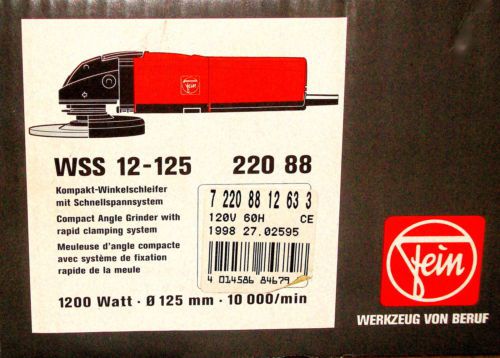 WSS 12-125 220 88
Kompakt-Winkelschleifer
mit Schnellspannsystem
Compact Angle Grinder with
rapid clamping system
Meuleuse d'angle compacte
avec système de fixation
rapide de la meule
7 220 88 12 63 3
120V 60H CE
1998 27.02595
4 014586 84679
1200 Watt · Ø 125 mm · 10 000/min
Fein
WERKZEUG VON BERUF